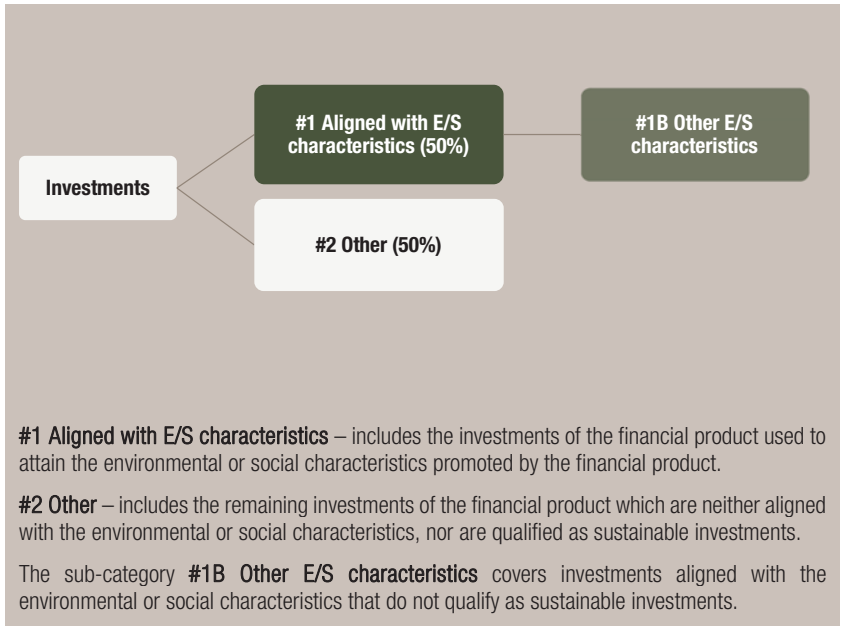 #1 Aligned with E/S
characteristics (50%)
#1B Other E/S
characteristics
Investments
#2 Other (50%)
#1 Aligned with E/S characteristics – includes the investments of the financial product used to
attain the environmental or social characteristics promoted by the financial product.
#2 Other – includes the remaining investments of the financial product which are neither aligned
with the environmental or social characteristics, nor are qualified as sustainable investments.
The sub-category #1B Other E/S characteristics covers investments aligned with the
environmental or social characteristics that do not qualify as sustainable investments.